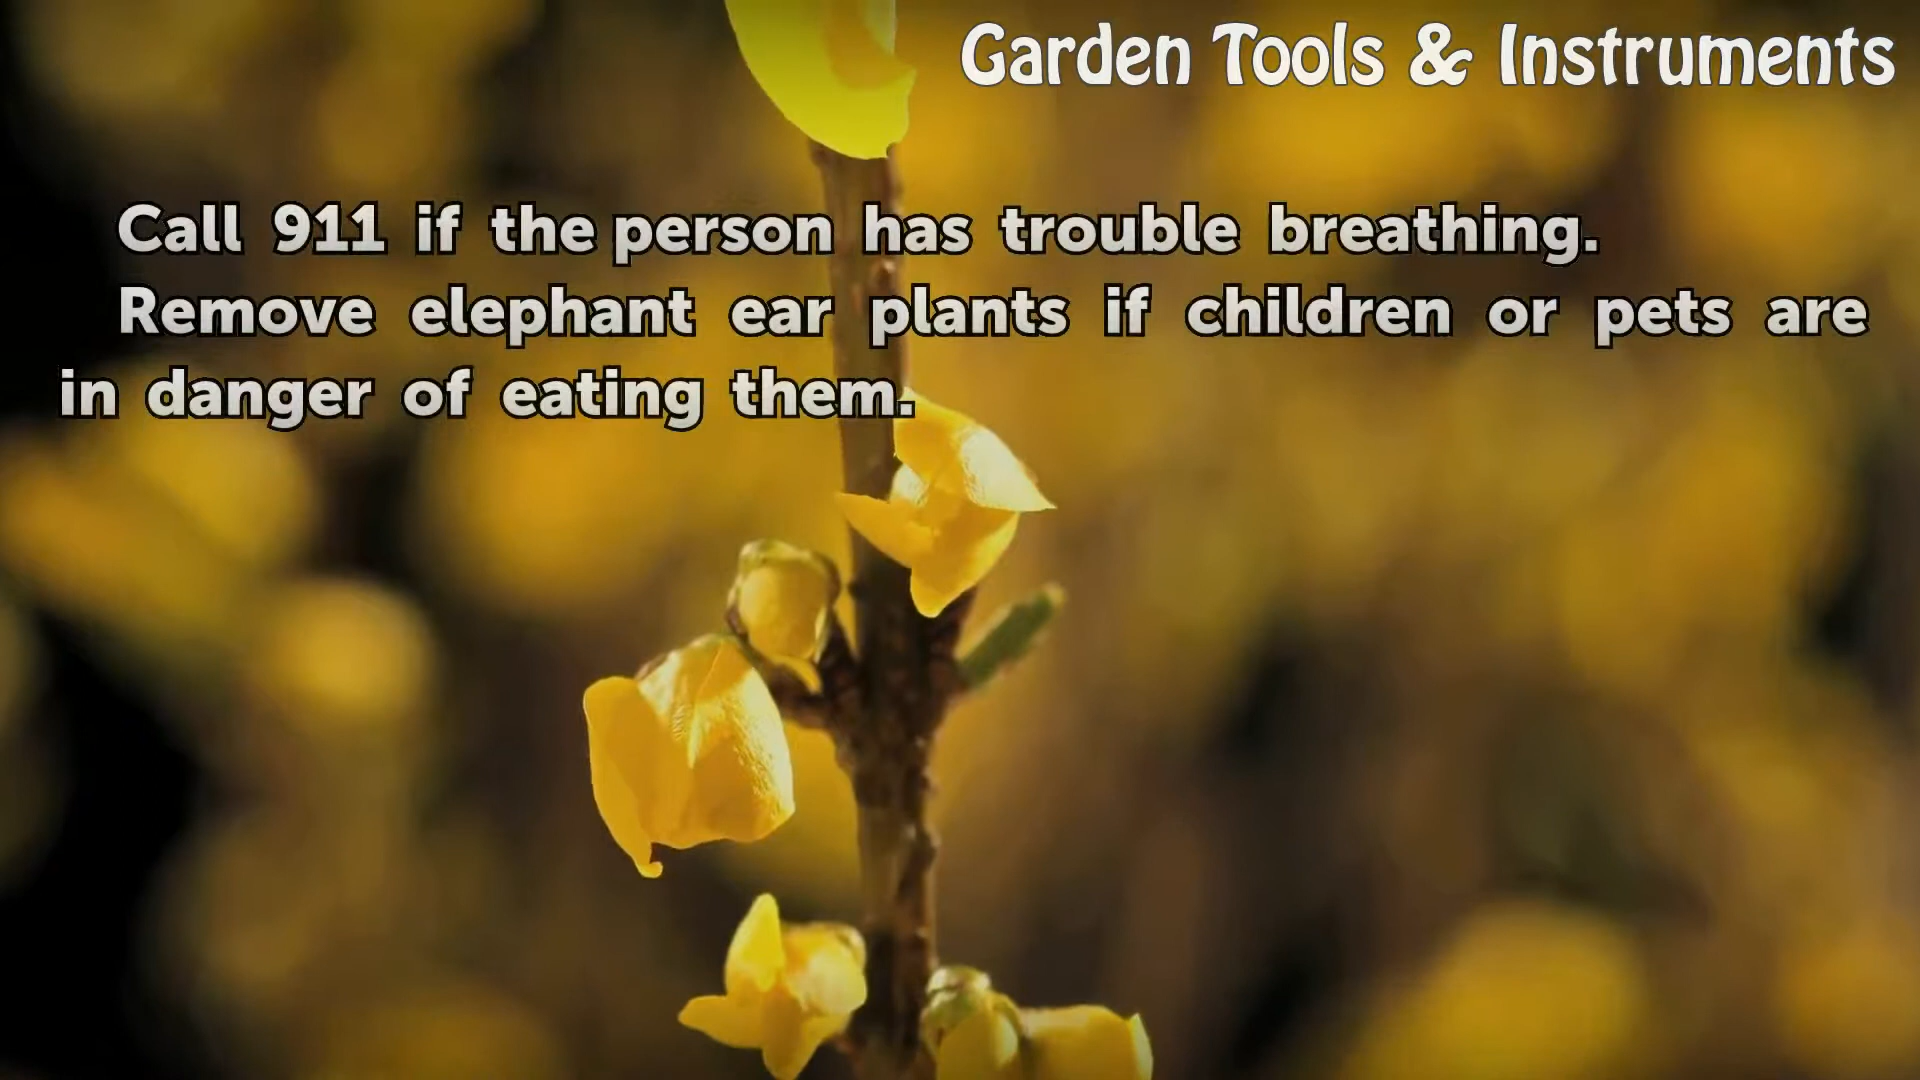 Garden Tools & Instruments
Call 911 if the person has trouble breathing.
Remove elephant ear plants if children or pets are
in danger of eating them.